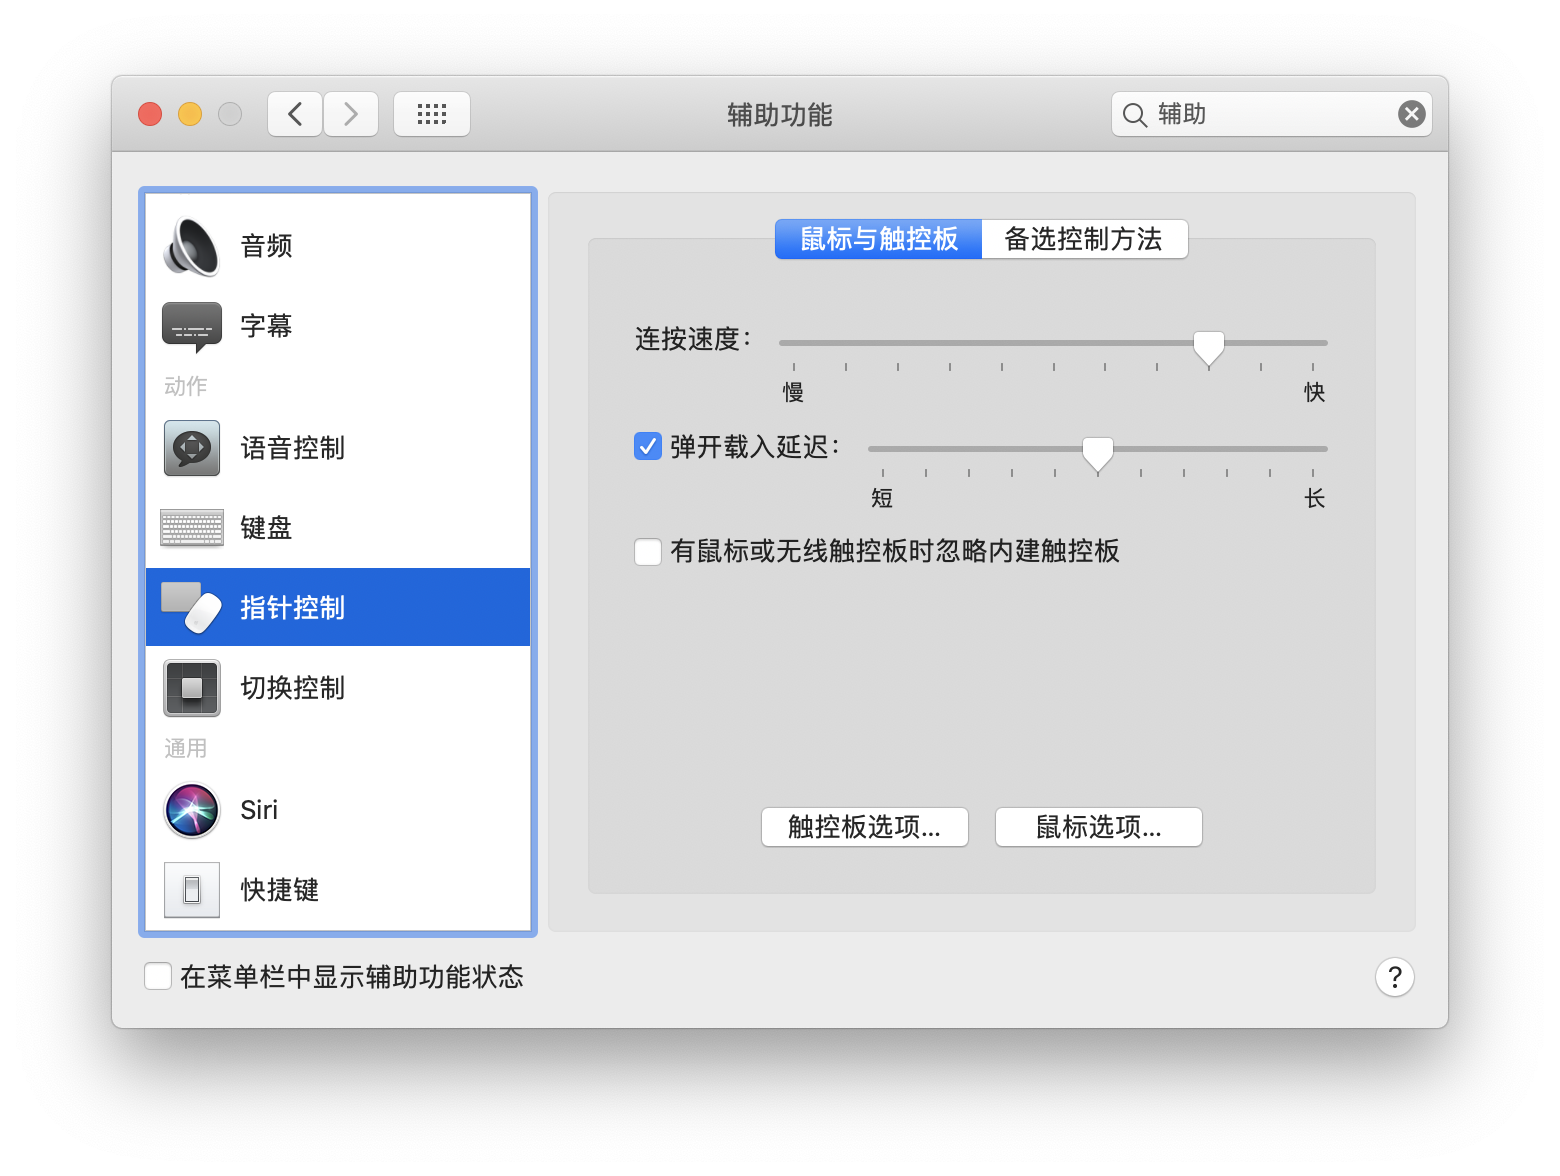 辅助功能
辅助
音频
字幕
动作
语音控制
键盘
指针控制
切换控制
通用
Siri
快捷键
鼠标与触控板
备选控制方法
连按速度：
慢
快
弹开载入延迟：
短
长
有鼠标或无线触控板时忽略内建触控板
触控板选项...
鼠标选项...
在菜单栏中显示辅助功能状态
?